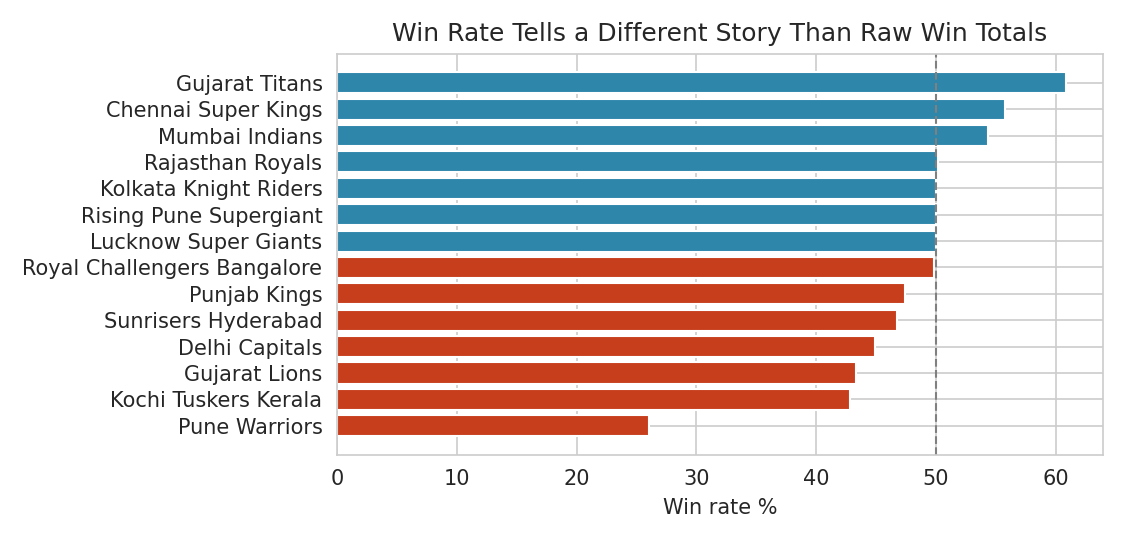 Win Rate Tells a Different Story Than Raw Win Totals
Gujarat Titans
Chennai Super Kings
Mumbai Indians
Rajasthan Royals
Kolkata Knight Riders
Rising Pune Supergiant
Lucknow Super Giants
Royal Challengers Bangalore
Punjab Kings
Sunrisers Hyderabad
Delhi Capitals
Gujarat Lions
Kochi Tuskers Kerala
Pune Warriors
0 10 20 30 40 50 60
Win rate %